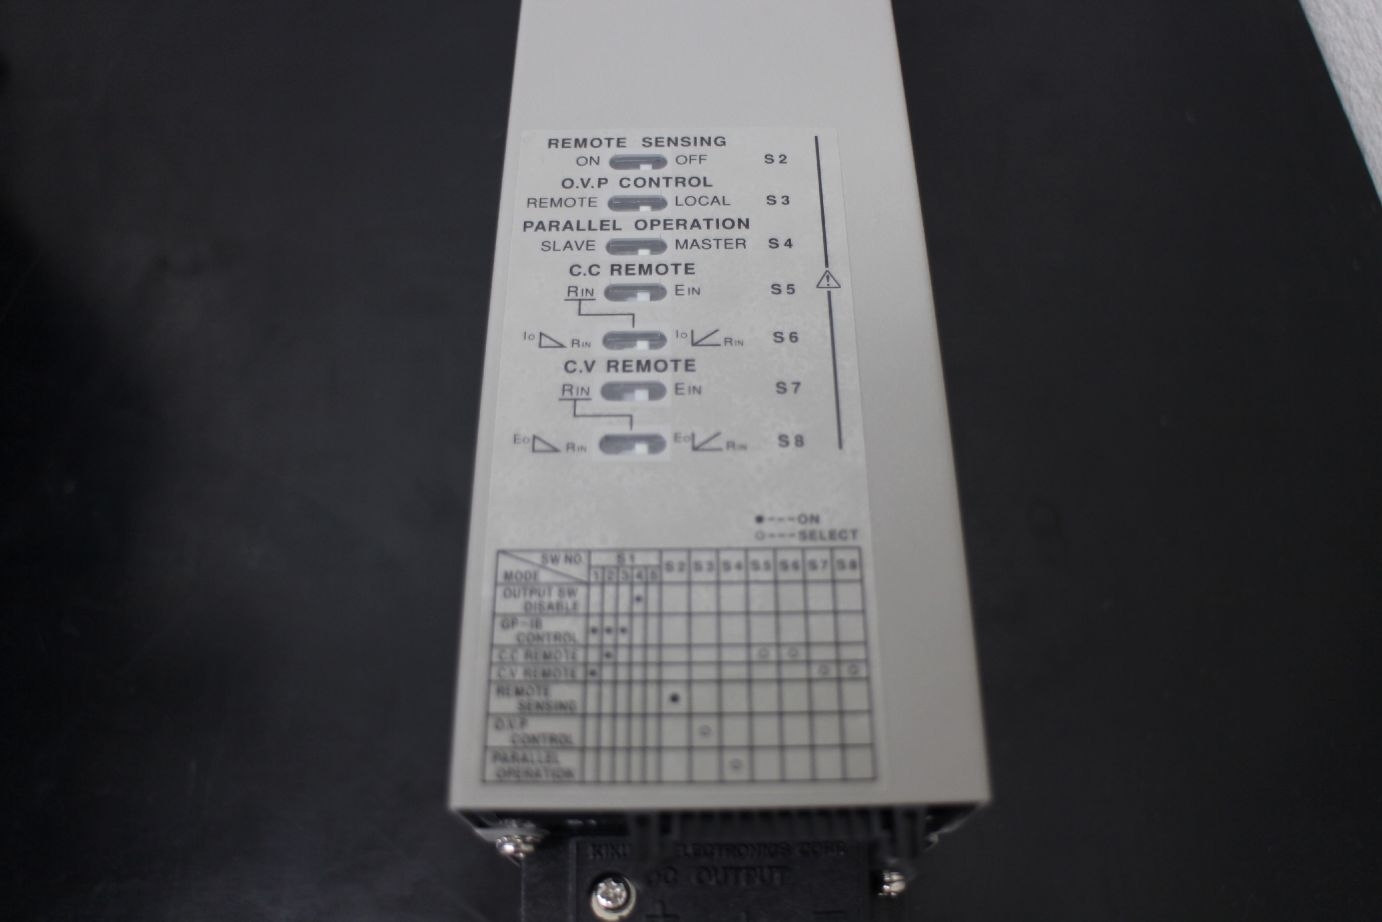 REMOTE SENSING
ON OFF S2
O.V.P CONTROL
REMOTE LOCAL S3
PARALLEL OPERATION
SLAVE MASTER S4
C.C REMOTE
RIN EIN S5
Io RIN Io RIN S6
C.V REMOTE
RIN EIN S7
Eo RIN Eo RIN S8
●---ON
○---SELECT
SW NO. S1 S2 S3 S4 S5 S6 S7 S8
MODE 1 2 3 4 5
OUTPUT SW
DISABLE
GP-IB
CONTROL
C.C REMOTE
C.V REMOTE
REMOTE
SENSING
O.V.P
CONTROL
PARALLEL
OPERATION
ELECTRONICS CORP
DC OUTPUT
+ -